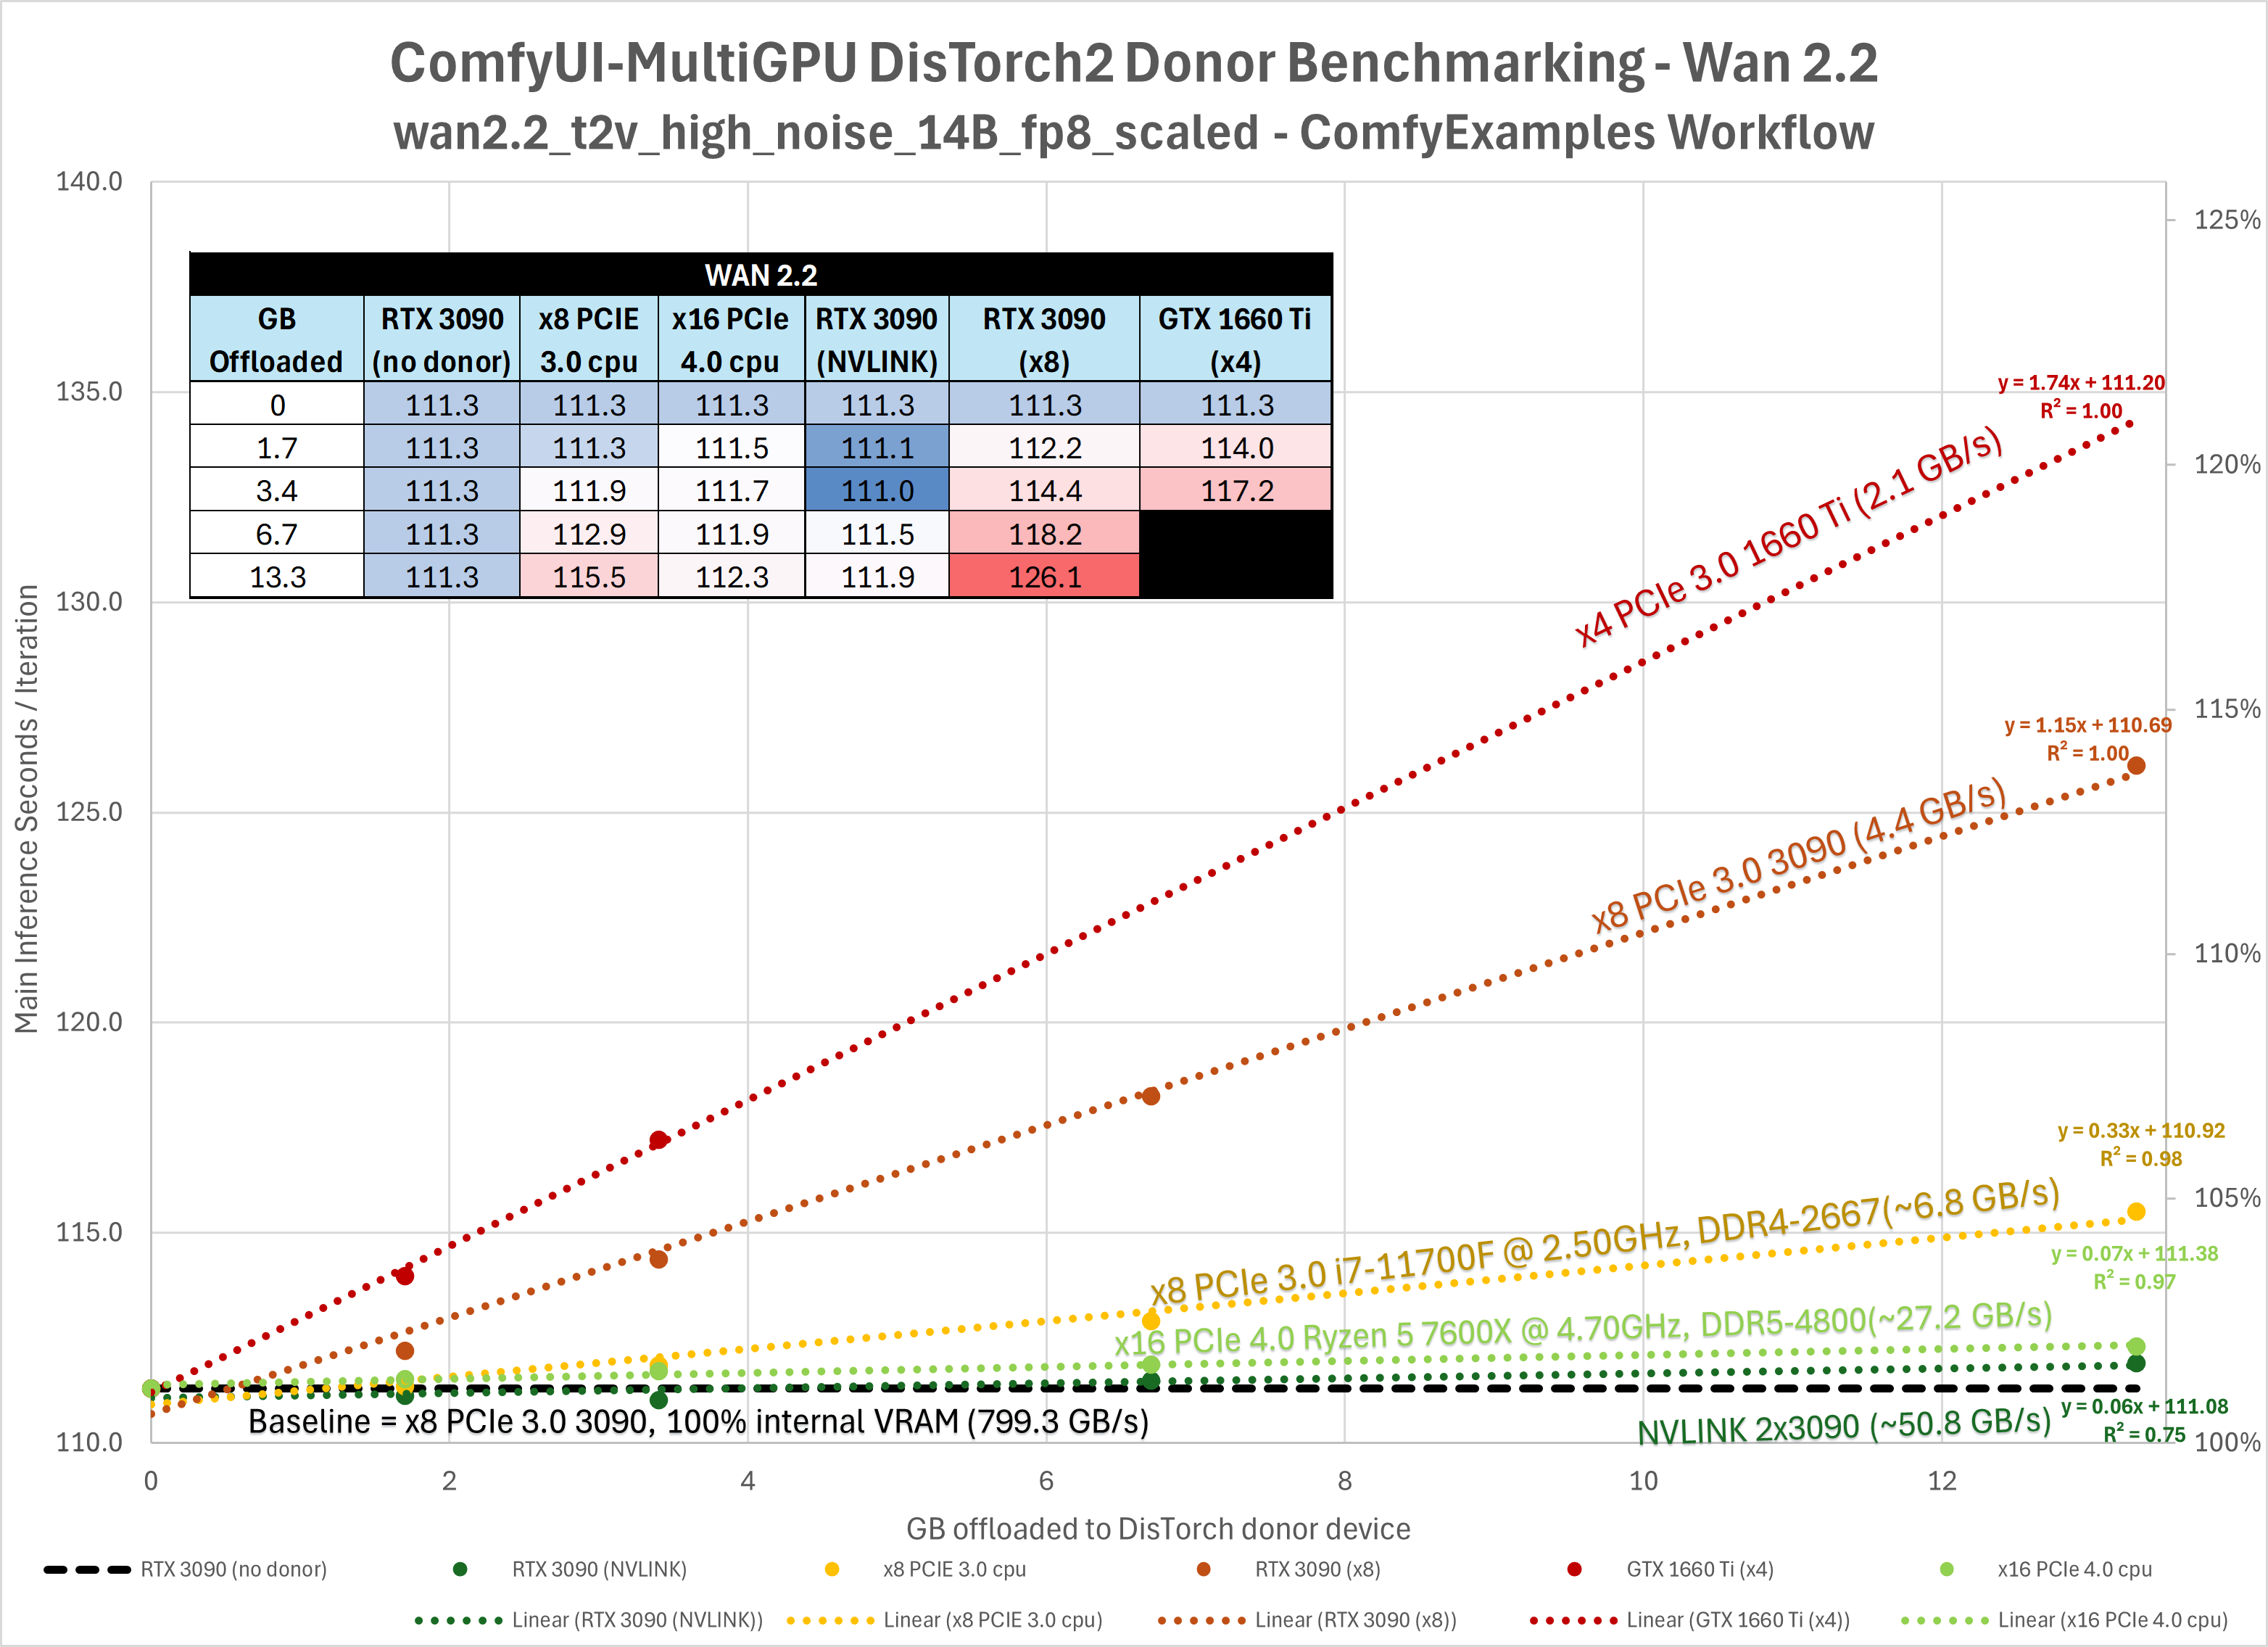 ComfyUI-MultiGPU DisTorch2 Donor Benchmarking - Wan 2.2
wan2.2_t2v_high_noise_14B_fp8_scaled - ComfyExamples Workflow
140.0
135.0
130.0
125.0
120.0
115.0
110.0
Main Inference Seconds / Iteration
WAN 2.2
GB Offloaded RTX 3090 (no donor) x8 PCIE 3.0 cpu x16 PCIe 4.0 cpu RTX 3090 (NVLINK) RTX 3090 (x8) GTX 1660 Ti (x4)
0 111.3 111.3 111.3 111.3 111.3 111.3
1.7 111.3 111.3 111.5 111.1 112.2 114.0
3.4 111.3 111.9 111.7 111.0 114.4 117.2
6.7 111.3 112.9 111.9 111.5 118.2
13.3 111.3 115.5 112.3 111.9 126.1
125%
120%
115%
110%
105%
100%
y = 1.74x + 111.20
R² = 1.00
x4 PCIe 3.0 1660 Ti (2.1 GB/s)
y = 1.15x + 110.69
R² = 1.00
x8 PCIe 3.0 3090 (4.4 GB/s)
y = 0.33x + 110.92
R² = 0.98
x8 PCIe 3.0 i7-11700F @ 2.50GHz, DDR4-2667(~6.8 GB/s)
y = 0.07x + 111.38
R² = 0.97
x16 PCIe 4.0 Ryzen 5 7600X @ 4.70GHz, DDR5-4800(~27.2 GB/s)
Baseline = x8 PCIe 3.0 3090, 100% internal VRAM (799.3 GB/s)
NVLINK 2x3090 (~50.8 GB/s)
y = 0.06x + 111.08
R² = 0.75
0 2 4 6 8 10 12
GB offloaded to DisTorch donor device
RTX 3090 (no donor) RTX 3090 (NVLINK) x8 PCIE 3.0 cpu RTX 3090 (x8) GTX 1660 Ti (x4) x16 PCIe 4.0 cpu
Linear (RTX 3090 (NVLINK)) Linear (x8 PCIE 3.0 cpu) Linear (RTX 3090 (x8)) Linear (GTX 1660 Ti (x4)) Linear (x16 PCIe 4.0 cpu)